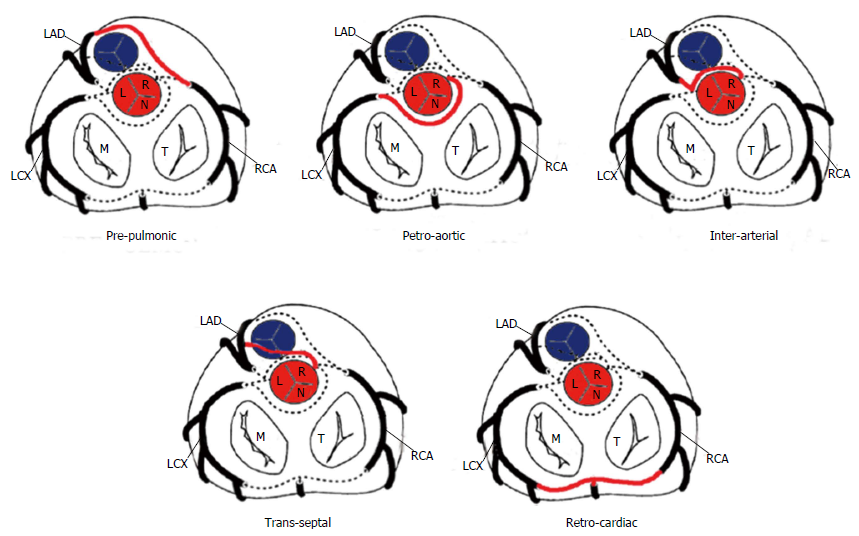 LAD
R
L
N
M
T
LCX
RCA
Pre-pulmonic
LAD
R
L
N
M
T
LCX
RCA
Petro-aortic
LAD
R
L
N
M
T
LCX
RCA
Inter-arterial
LAD
R
L
N
M
T
LCX
RCA
Trans-septal
LAD
R
L
N
M
T
LCX
RCA
Retro-cardiac